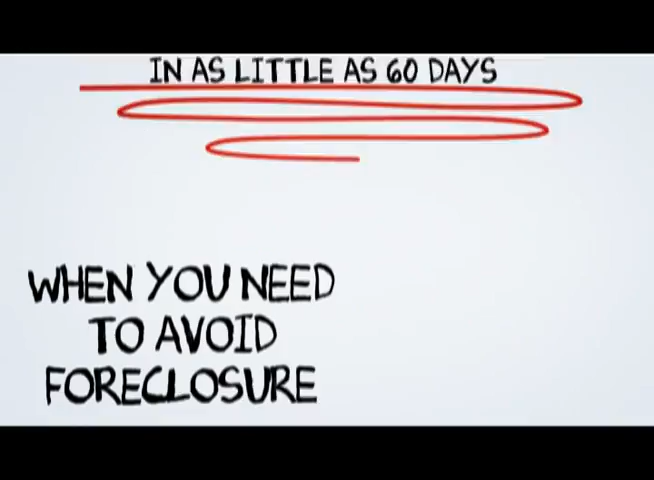 IN AS LITTLE AS 60 DAYS
WHEN YOU NEED
TO AVOID
FORECLOSURE